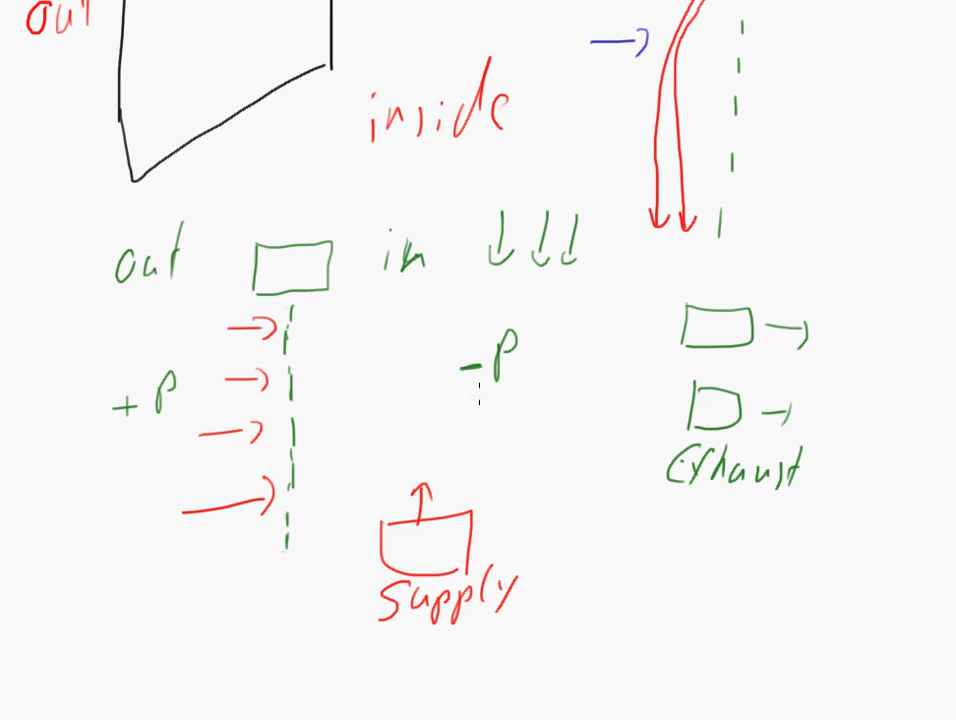 out
inside
out in
- P
+ P
Exhaust
supply